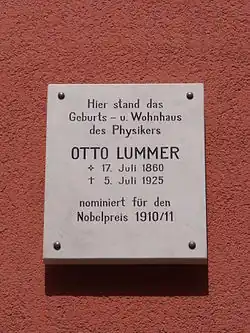 Hier stand das
Geburts - u. Wohnhaus
des Physikers
OTTO LUMMER
✧ 17. Juli 1860
† 5. Juli 1925
nominiert für den
Nobelpreis 1910/11